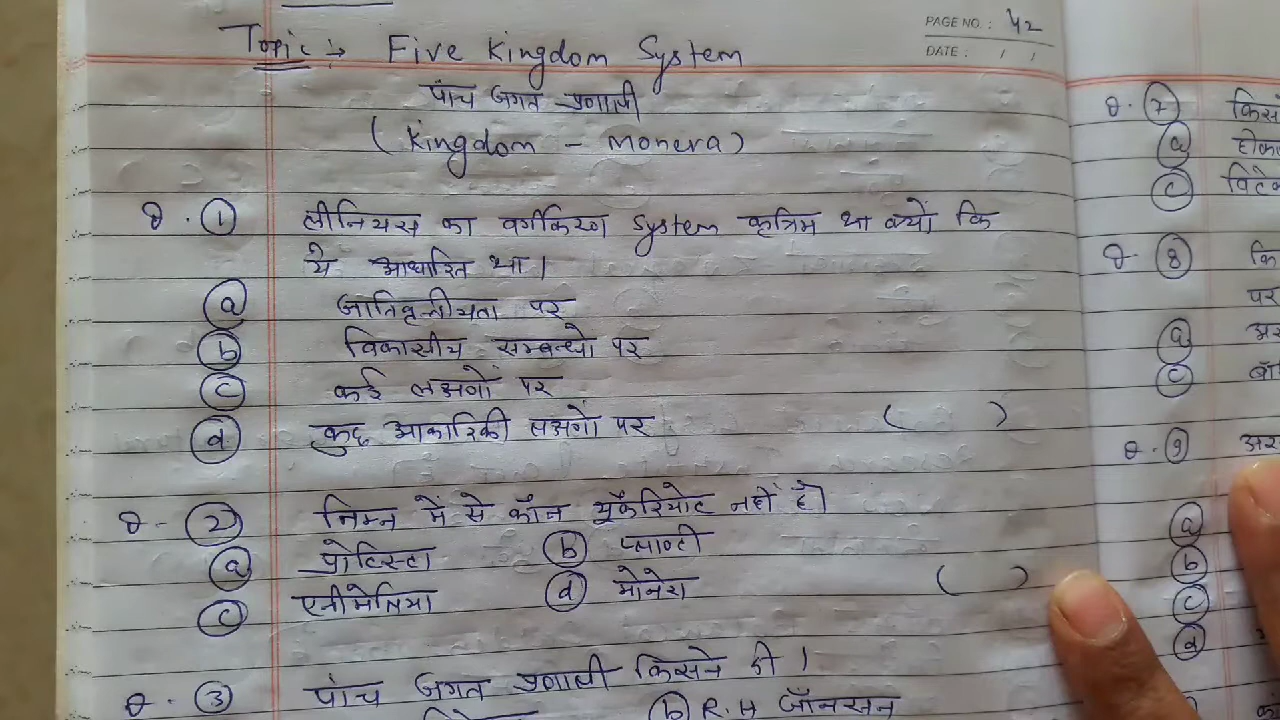 PAGE NO. : 42
DATE : / /
Topic :→ Five Kingdom System
पांच जगत प्रणाली
( Kingdom - Monera )
Q. 1 लीनियस का वर्गीकरण System कृत्रिम था क्यों कि
ये आधारित था।
a जातिवृत्तीयता पर
b विकासीय सम्बन्धो पर
c कई लक्षणों पर
d कुछ आकारिकी लक्षणों पर ( )
Q. 2 निम्न में से कॉन यूकॅरियोट नहीं है।
a प्रोटिस्टा b प्लान्टी
c एनीमेलिया d मोनेरा ( )
Q. 3 पांच जगत प्रणाली किसने दी।
b R.H जॉनसन
Q. 7
a
c
Q. 8 कि
पर
a
c
Q. 9
a
b
c
d